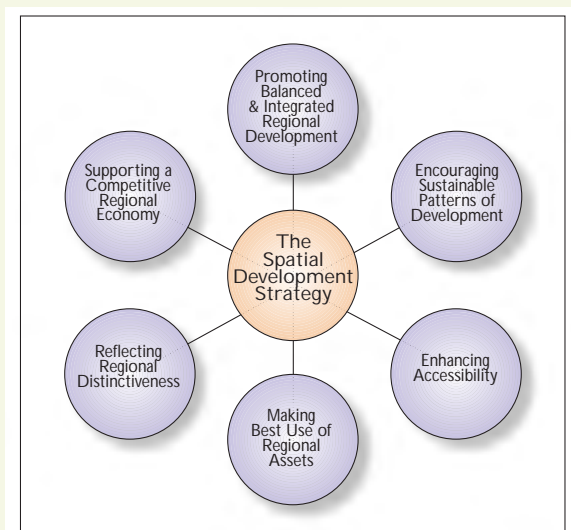 Promoting
Balanced
& Integrated
Regional
Development
Supporting a
Competitive
Regional
Economy
Encouraging
Sustainable
Patterns of
Development
The
Spatial
Development
Strategy
Reflecting
Regional
Distinctiveness
Enhancing
Accessibility
Making
Best Use of
Regional
Assets